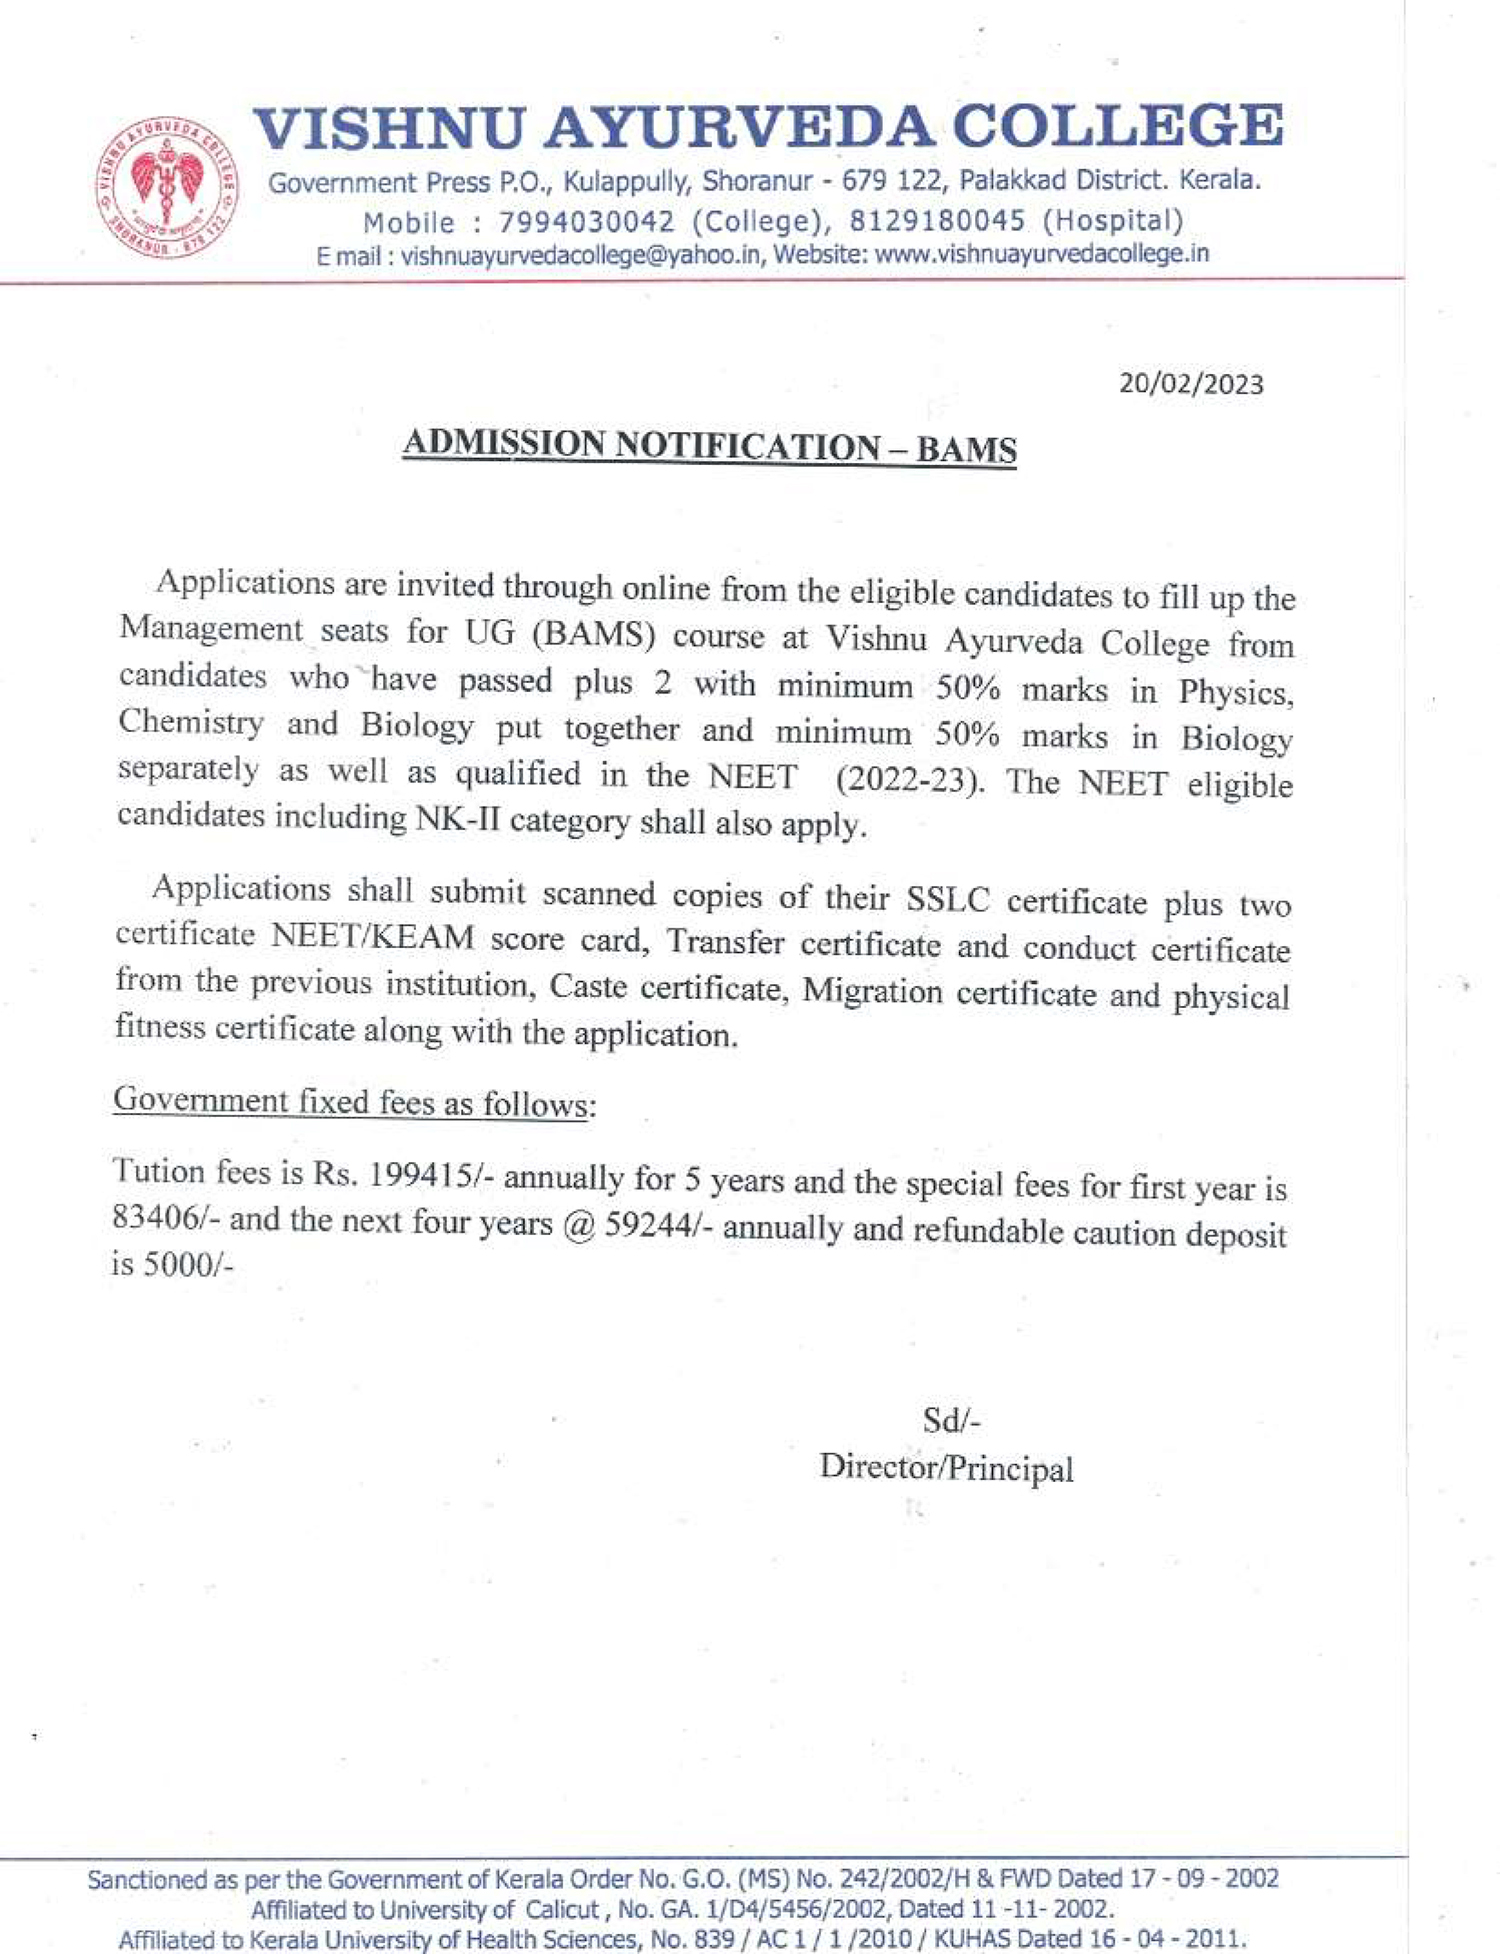 VISHNU AYURVEDA COLLEGE
Government Press P.O., Kulappully, Shoranur - 679 122, Palakkad District. Kerala.
Mobile : 7994030042 (College), 8129180045 (Hospital)
E mail : vishnuayurvedacollege@yahoo.in, Website: www.vishnuayurvedacollege.in
VISHNU AYURVEDA COLLEGE
SHORANUR - 679 122
20/02/2023
ADMISSION NOTIFICATION – BAMS
Applications are invited through online from the eligible candidates to fill up the
Management seats for UG (BAMS) course at Vishnu Ayurveda College from
candidates who have passed plus 2 with minimum 50% marks in Physics,
Chemistry and Biology put together and minimum 50% marks in Biology
separately as well as qualified in the NEET (2022-23). The NEET eligible
candidates including NK-II category shall also apply.
Applications shall submit scanned copies of their SSLC certificate plus two
certificate NEET/KEAM score card, Transfer certificate and conduct certificate
from the previous institution, Caste certificate, Migration certificate and physical
fitness certificate along with the application.
Government fixed fees as follows:
Tution fees is Rs. 199415/- annually for 5 years and the special fees for first year is
83406/- and the next four years @ 59244/- annually and refundable caution deposit
is 5000/-
Sd/-
Director/Principal
Sanctioned as per the Government of Kerala Order No. G.O. (MS) No. 242/2002/H & FWD Dated 17 - 09 - 2002
Affiliated to University of Calicut , No. GA. 1/D4/5456/2002, Dated 11 -11- 2002.
Affiliated to Kerala University of Health Sciences, No. 839 / AC 1 / 1 /2010 / KUHAS Dated 16 - 04 - 2011.